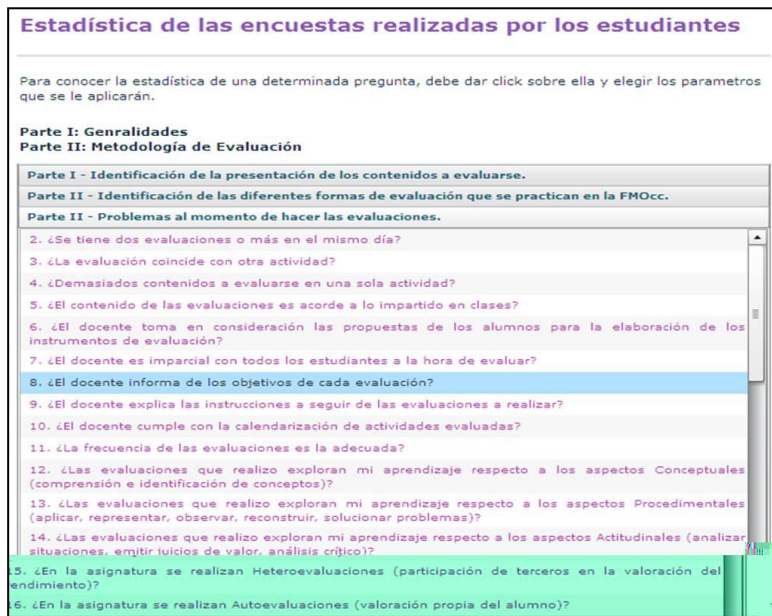 Estadística de las encuestas realizadas por los estudiantes
Para conocer la estadística de una determinada pregunta, debe dar click sobre ella y elegir los parametros
que se le aplicarán.
Parte I: Genralidades
Parte II: Metodología de Evaluación
Parte I - Identificación de la presentación de los contenidos a evaluarse.
Parte II - Identificación de las diferentes formas de evaluación que se practican en la FMOcc.
Parte II - Problemas al momento de hacer las evaluaciones.
2. ¿Se tiene dos evaluaciones o más en el mismo día?
3. ¿La evaluación coincide con otra actividad?
4. ¿Demasiados contenidos a evaluarse en una sola actividad?
5. ¿El contenido de las evaluaciones es acorde a lo impartido en clases?
6. ¿El docente toma en consideración las propuestas de los alumnos para la elaboración de los
instrumentos de evaluación?
7. ¿El docente es imparcial con todos los estudiantes a la hora de evaluar?
8. ¿El docente informa de los objetivos de cada evaluación?
9. ¿El docente explica las instrucciones a seguir de las evaluaciones a realizar?
10. ¿El docente cumple con la calendarización de actividades evaluadas?
11. ¿La frecuencia de las evaluaciones es la adecuada?
12. ¿Las evaluaciones que realizo exploran mi aprendizaje respecto a los aspectos Conceptuales
(comprensión e identificación de conceptos)?
13. ¿Las evaluaciones que realizo exploran mi aprendizaje respecto a los aspectos Procedimentales
(aplicar, representar, observar, reconstruir, solucionar problemas)?
14. ¿Las evaluaciones que realizo exploran mi aprendizaje respecto a los aspectos Actitudinales (analizar
situaciones, emitir juicios de valor, análisis crítico)?
5. ¿En la asignatura se realizan Heteroevaluaciones (participación de terceros en la valoración del
endimiento)?
6. ¿En la asignatura se realizan Autoevaluaciones (valoración propia del alumno)?